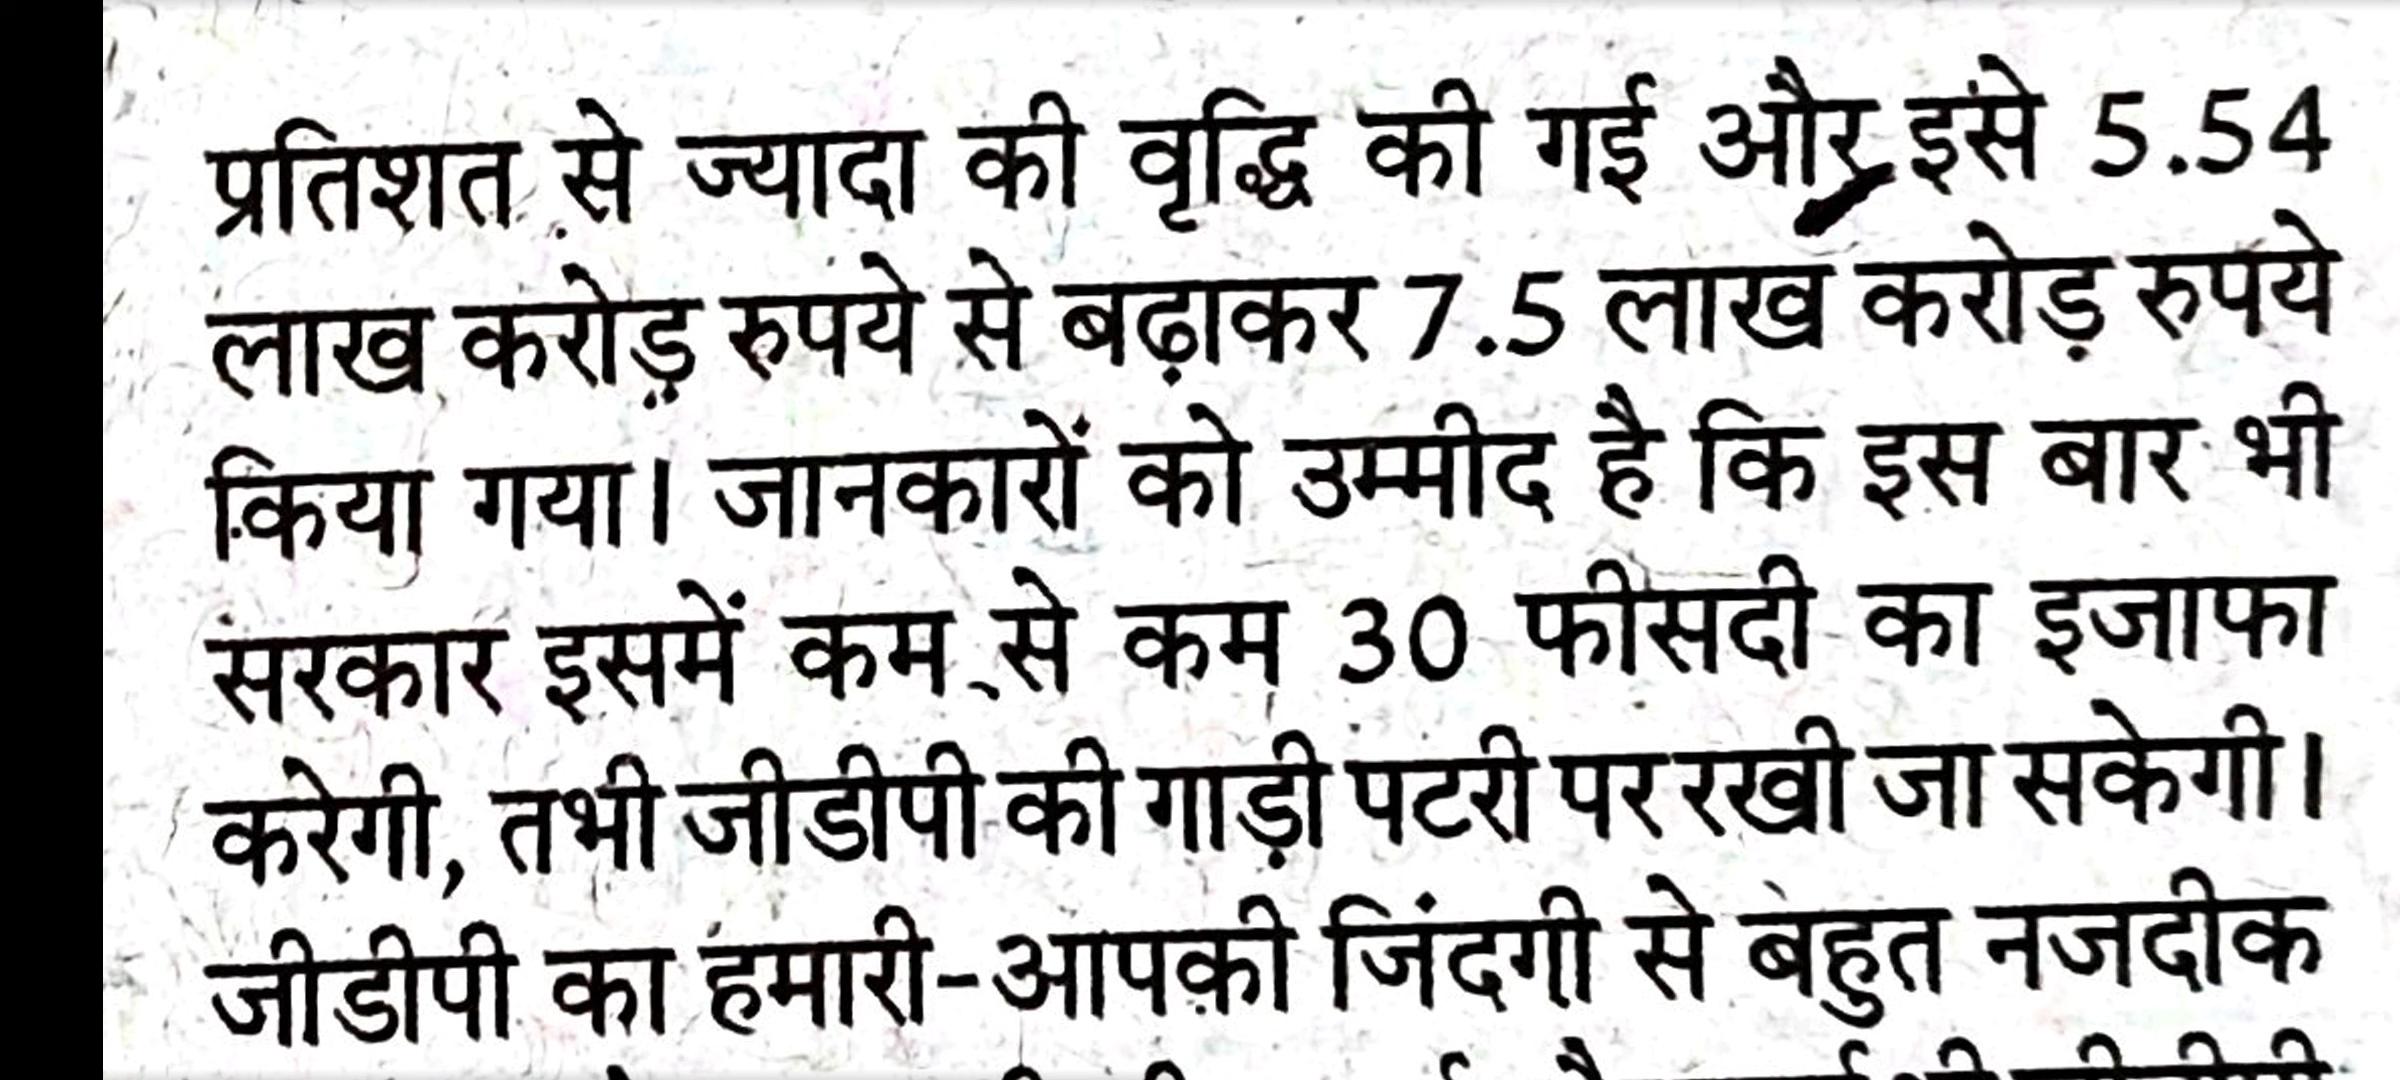 प्रतिशत से ज्यादा की वृद्धि की गई और इसे 5.54
लाख करोड़ रुपये से बढ़ाकर 7.5 लाख करोड़ रुपये
किया गया। जानकारों को उम्मीद है कि इस बार भी
सरकार इसमें कम से कम 30 फीसदी का इजाफा
करेगी, तभी जीडीपी की गाड़ी पटरी पर रखी जा सकेगी।
जीडीपी का हमारी-आपकी जिंदगी से बहुत नजदीक